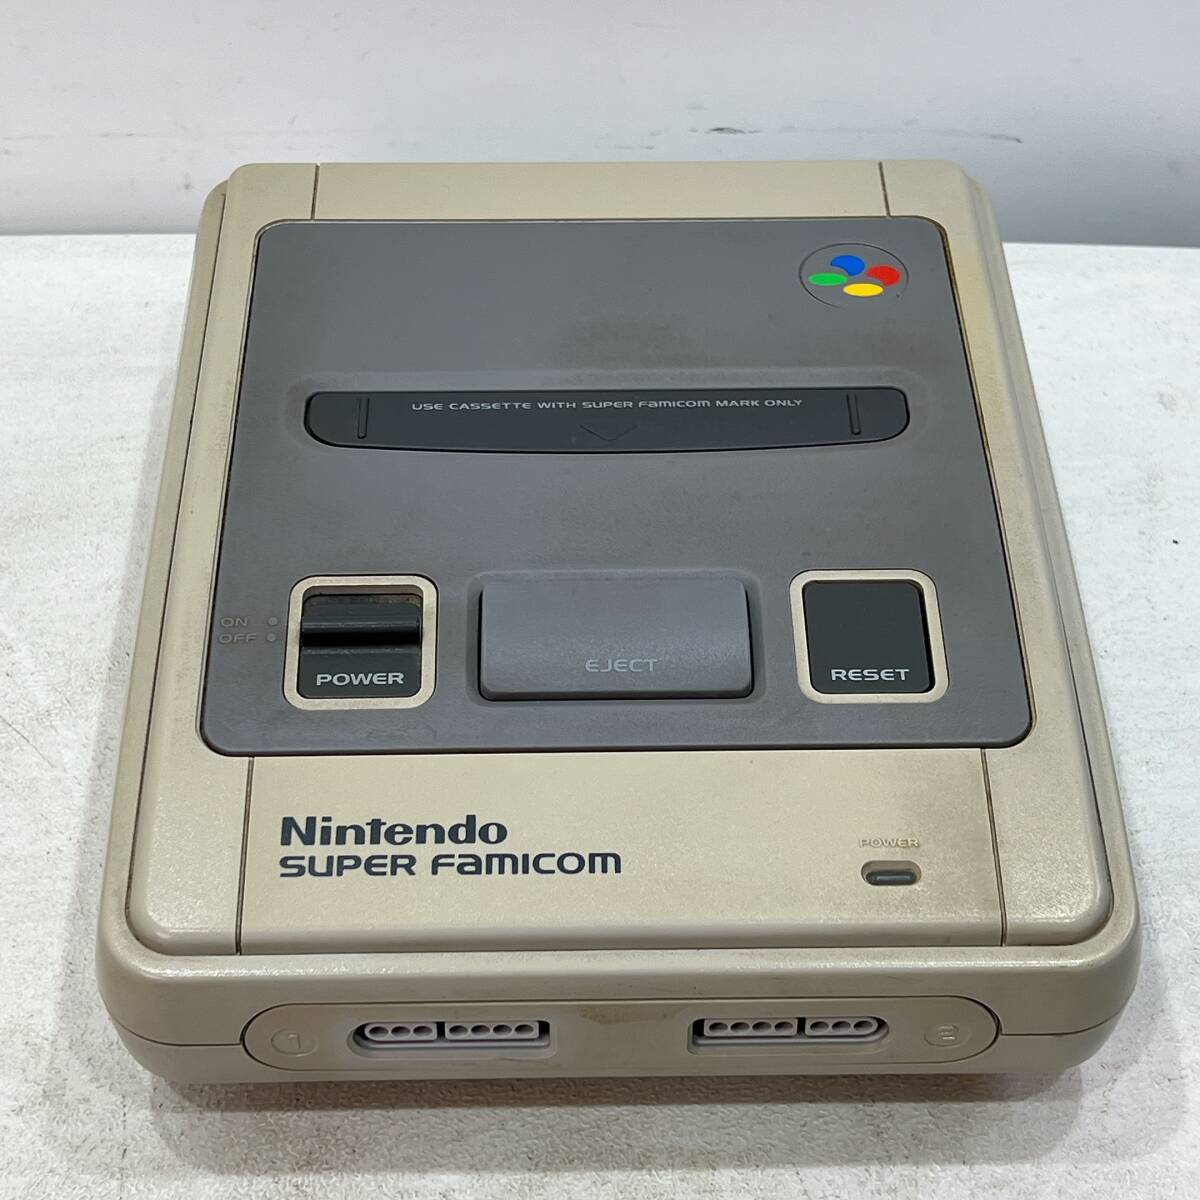 USE CASSETTE WITH SUPER FAMICOM MARK ONLY
ON
OFF
POWER
EJECT
RESET
Nintendo
SUPER FAMICOM
POWER
1
2